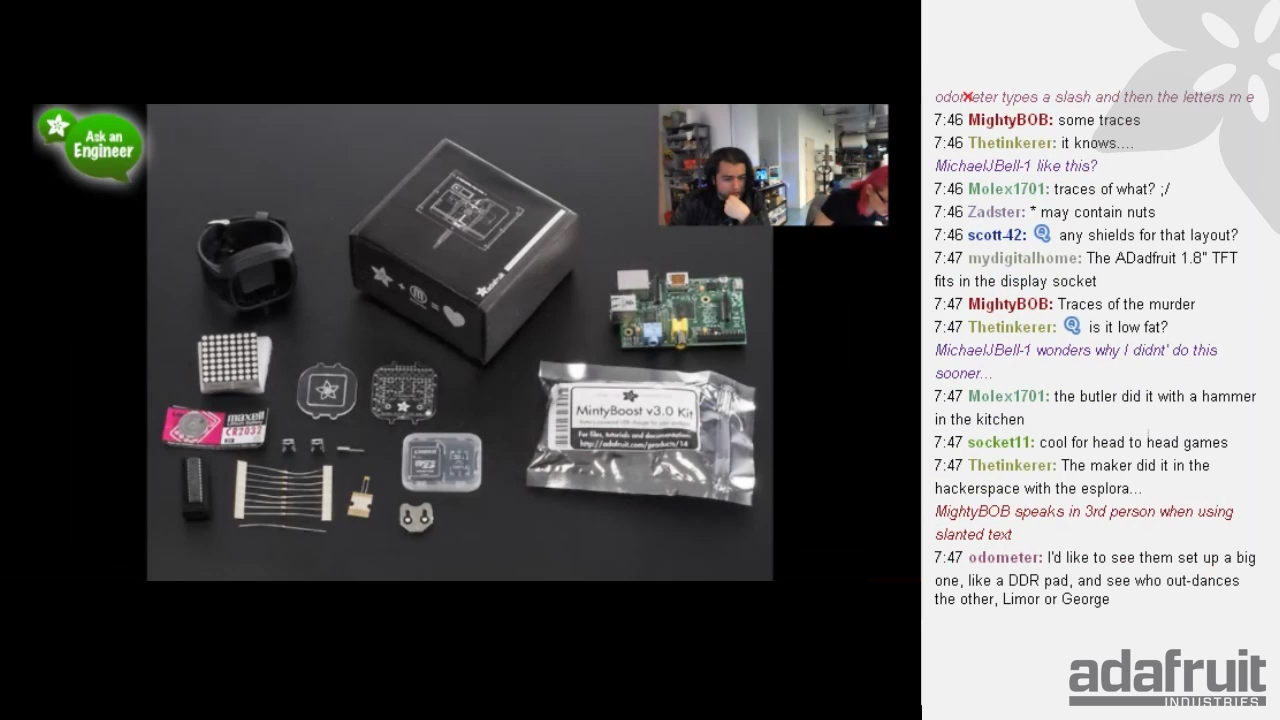 Ask an
Engineer
maxell
CR2032
MintyBoost v3.0 Kit
For files, tutorials and documentation:
http://adafruit.com/products/14
odometer types a slash and then the letters m e
7:46 MightyBOB: some traces
7:46 Thetinkerer: it knows....
MichaelJBell-1 like this?
7:46 Molex1701: traces of what? ;/
7:46 Zadster: * may contain nuts
7:46 scott-42: any shields for that layout?
7:47 mydigitalhome: The ADadfruit 1.8" TFT
fits in the display socket
7:47 MightyBOB: Traces of the murder
7:47 Thetinkerer: is it low fat?
MichaelJBell-1 wonders why I didnt' do this
sooner...
7:47 Molex1701: the butler did it with a hammer
in the kitchen
7:47 socket11: cool for head to head games
7:47 Thetinkerer: The maker did it in the
hackerspace with the esplora...
MightyBOB speaks in 3rd person when using
slanted text
7:47 odometer: I'd like to see them set up a big
one, like a DDR pad, and see who out-dances
the other, Limor or George
adafruit
INDUSTRIES